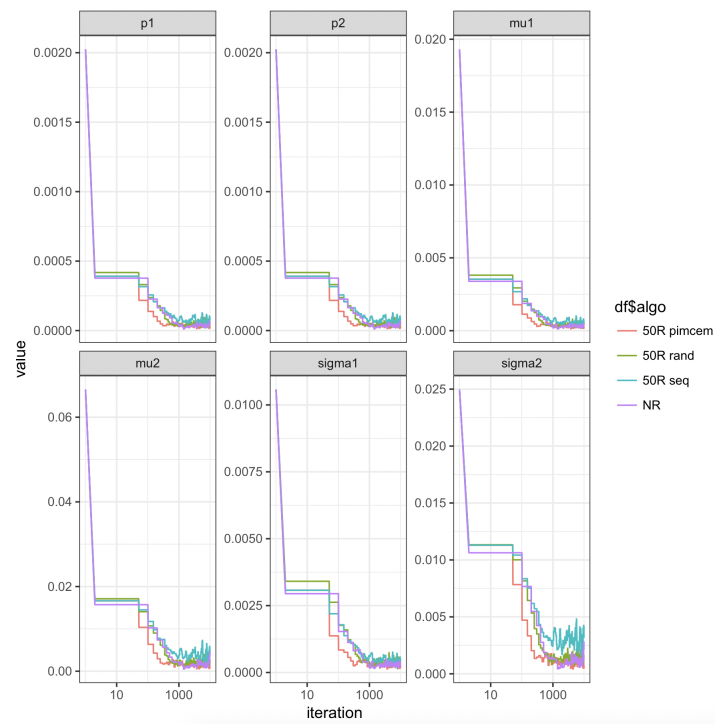 p1 p2 mu1
0.0020 0.0020 0.020
0.0015 0.0015 0.015
0.0010 0.0010 0.010
0.0005 0.0005 0.005
0.0000 0.0000 0.000
mu2 sigma1 sigma2
0.06 0.0100 0.025
0.04 0.0075 0.020
0.02 0.0050 0.015
0.00 0.0025 0.010
0.0000 0.005
0.000
10 1000 10 1000 10 1000
iteration
value
df$algo
50R pimcem
50R rand
50R seq
NR